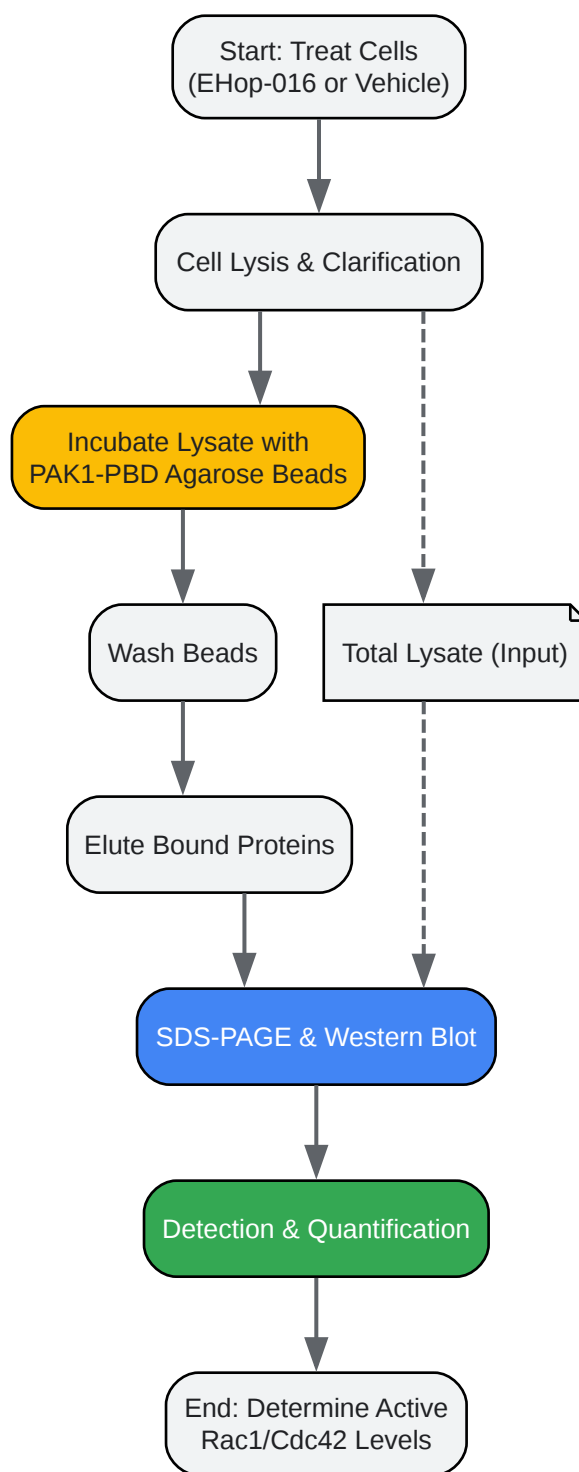 Start: Treat Cells
(EHop-016 or Vehicle)
Cell Lysis & Clarification
Incubate Lysate with
PAK1-PBD Agarose Beads
Wash Beads
Total Lysate (Input)
Elute Bound Proteins
SDS-PAGE & Western Blot
Detection & Quantification
End: Determine Active
Rac1/Cdc42 Levels